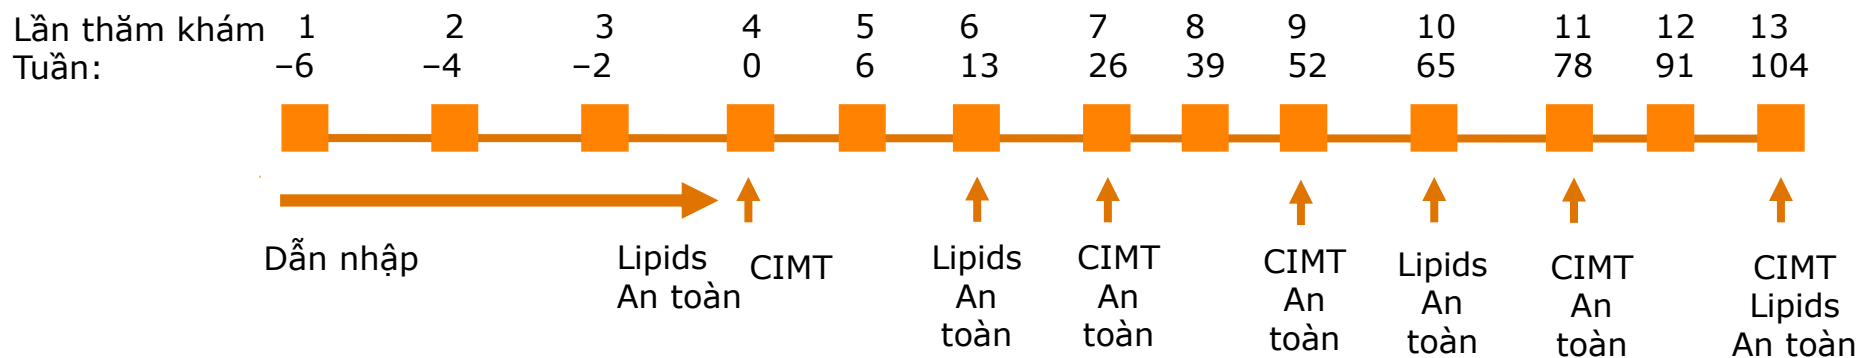 Lần thăm khám 1 2 3 4 5 6 7 8 9 10 11 12 13
Tuần: –6 –4 –2 0 6 13 26 39 52 65 78 91 104
Dẫn nhập
Lipids
An toàn
CIMT
Lipids
An
toàn
CIMT
An
toàn
CIMT
An
toàn
Lipids
An
toàn
CIMT
An
toàn
CIMT
Lipids
An toàn